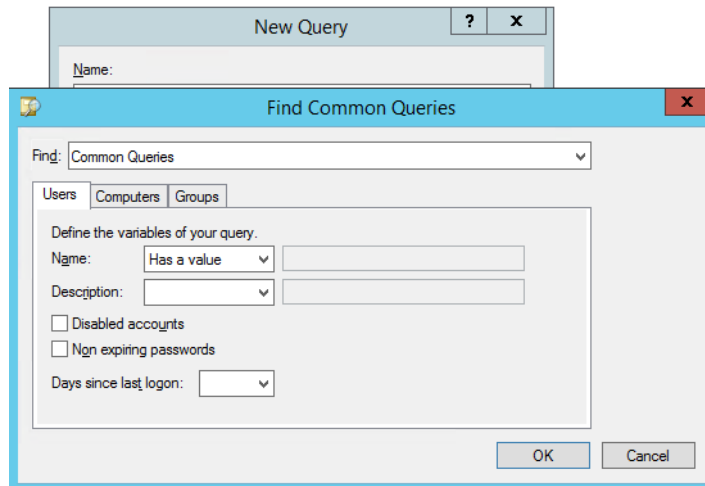 New Query
? x
Name:
Find Common Queries
x
Find: Common Queries
Users Computers Groups
Define the variables of your query.
Name: Has a value
Description:
Disabled accounts
Non expiring passwords
Days since last logon:
OK Cancel